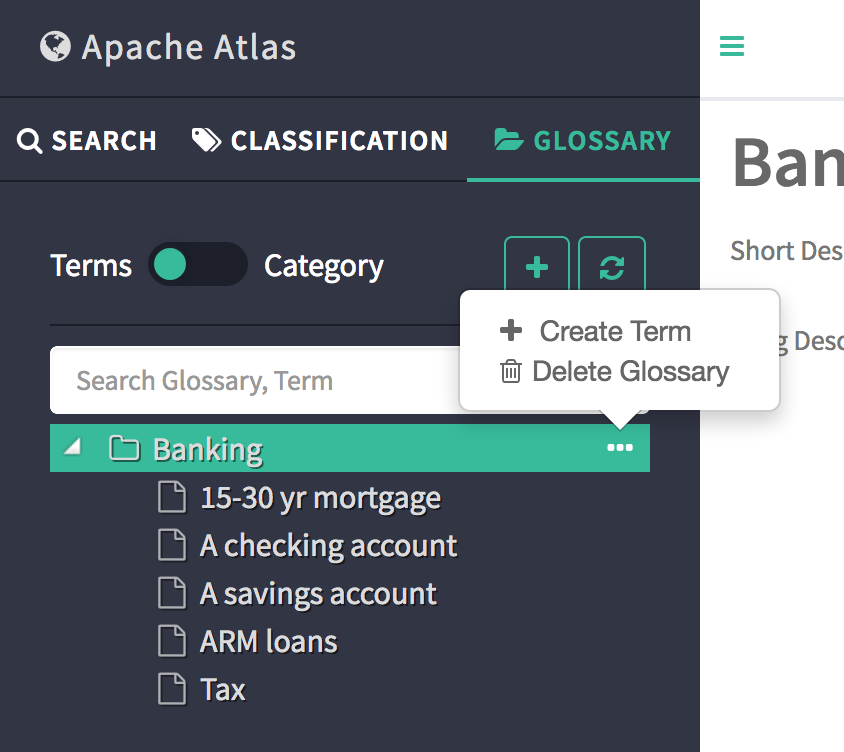 Apache Atlas
SEARCH CLASSIFICATION GLOSSARY
Ban
Short Des
Terms Category
Create Term
g Desc
Delete Glossary
Search Glossary, Term
Banking
15-30 yr mortgage
A checking account
A savings account
ARM loans
Tax